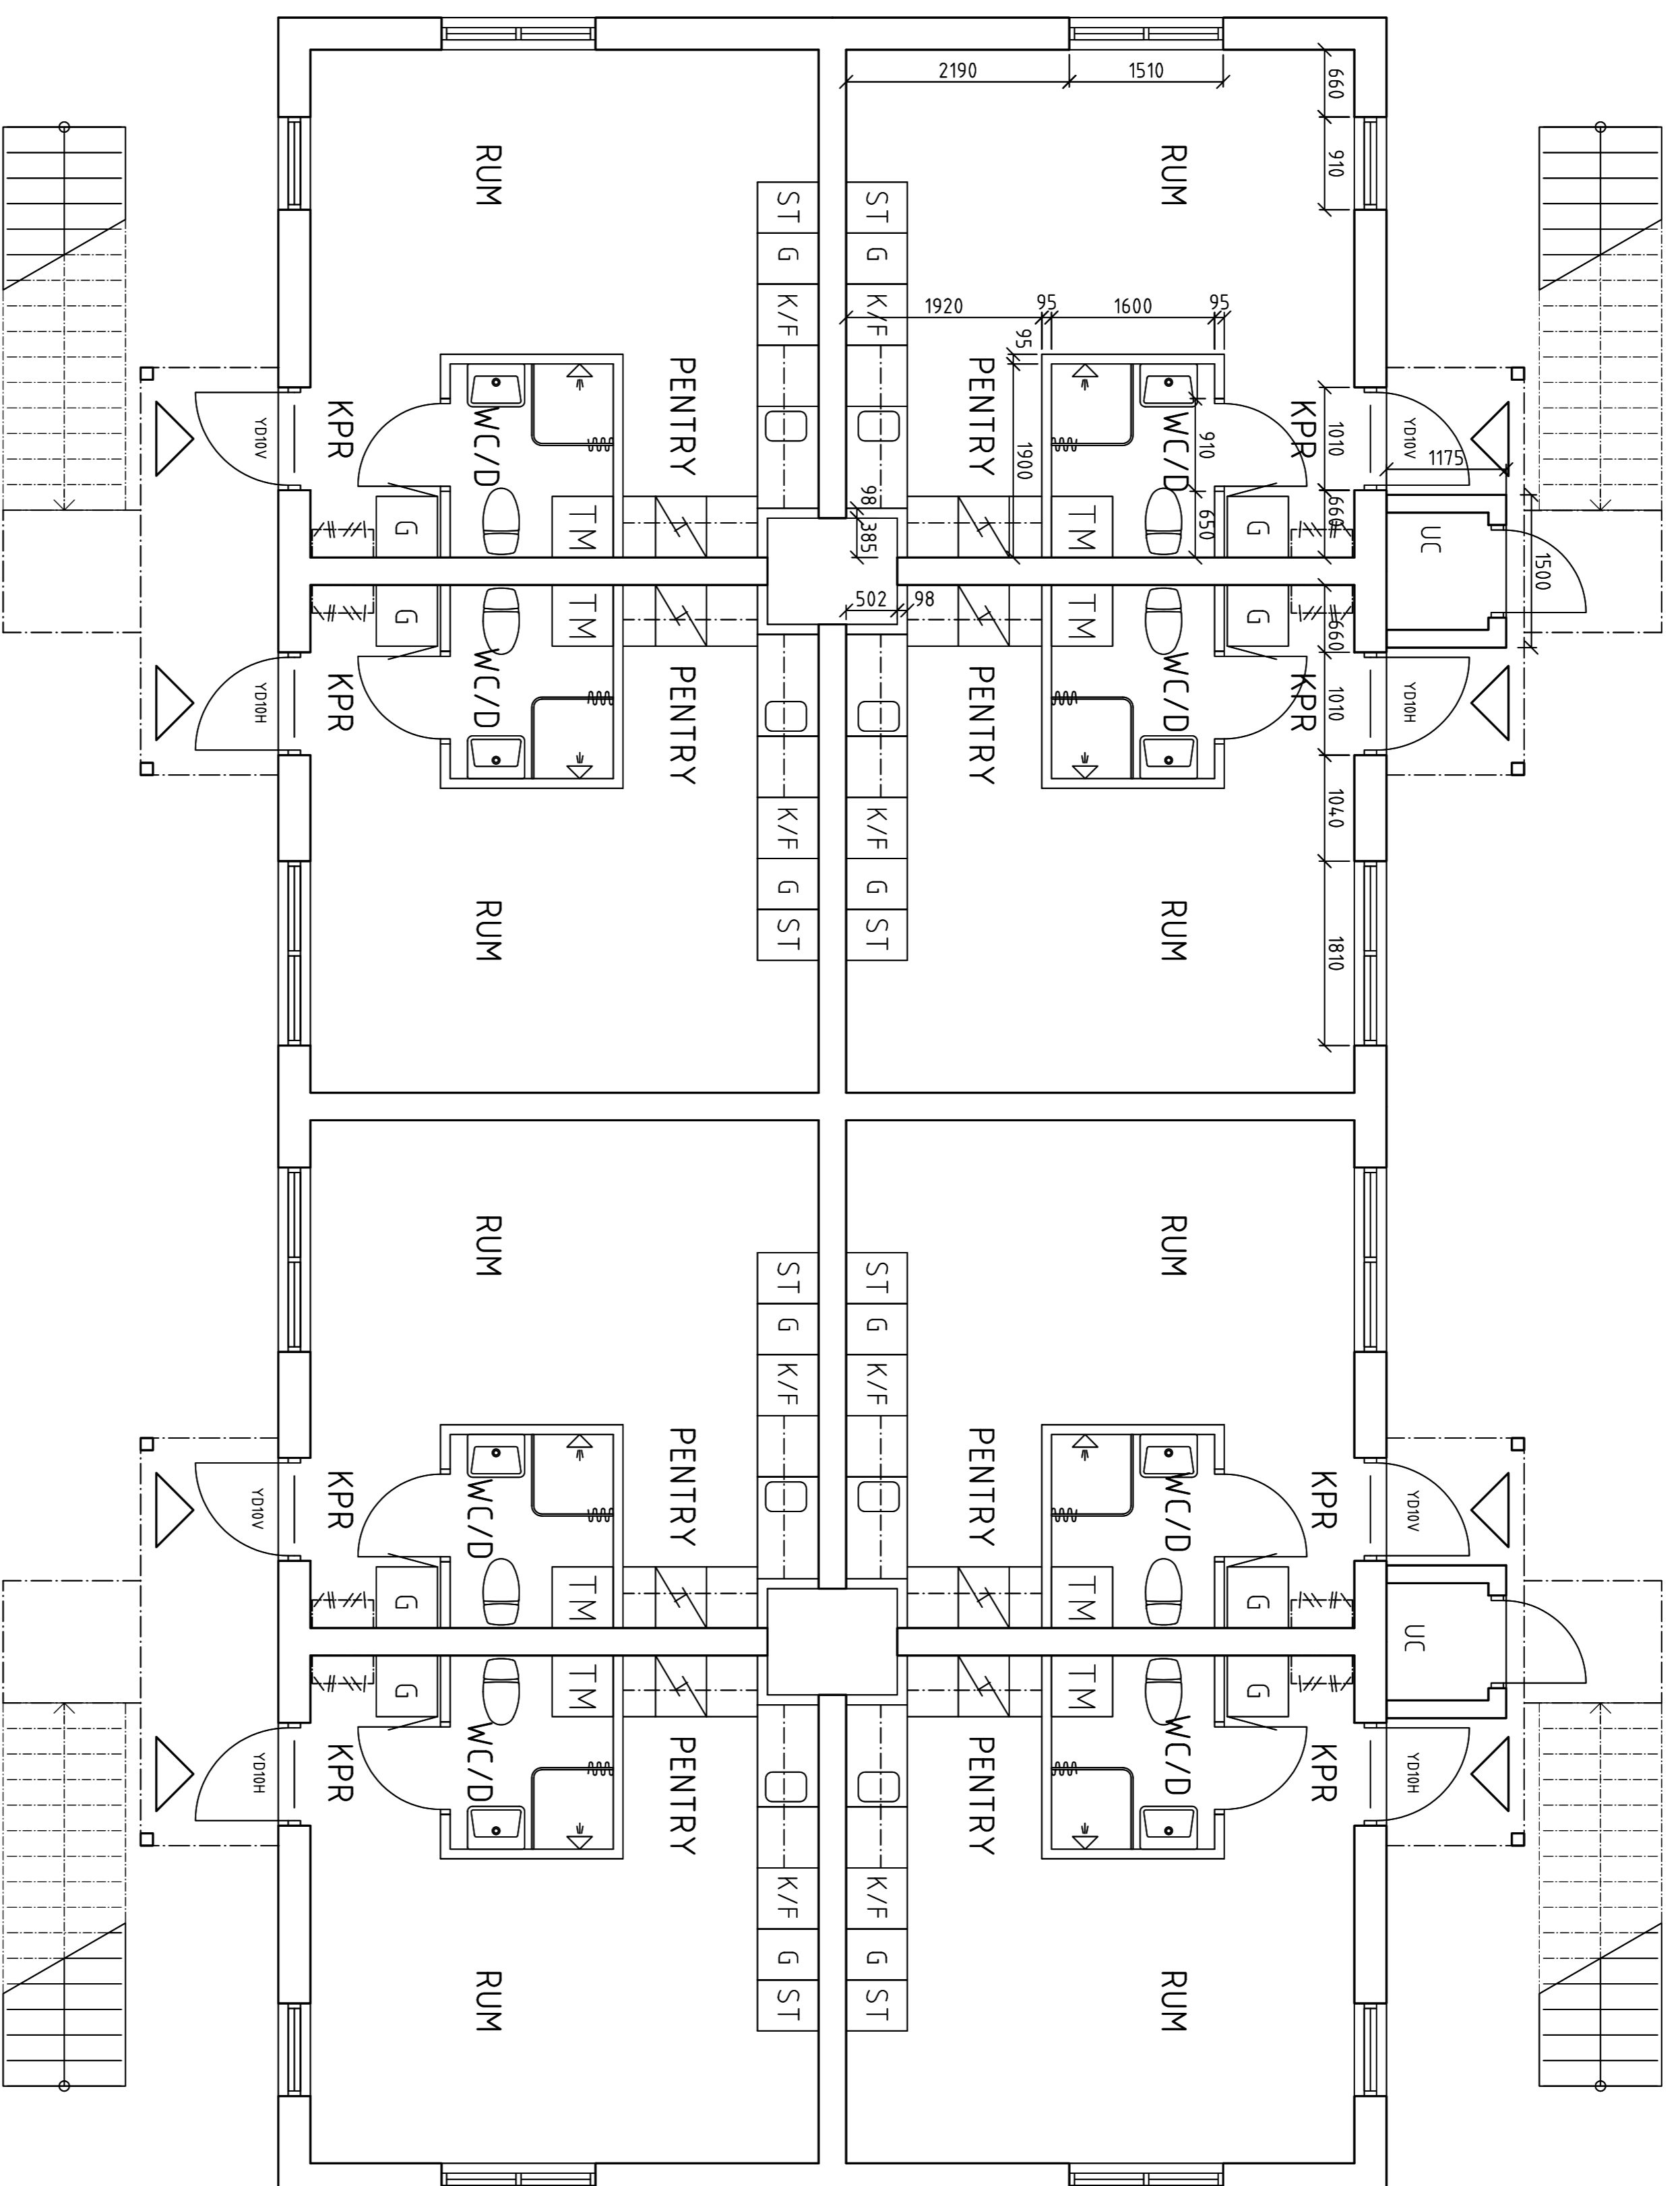 2190
1510
660
910
RUM
RUM
ST
ST
G
G
K/F
K/F
1920
95
1600
95
95
PENTRY
PENTRY
KPR
WC/D
WC/D
KPR
1010
YD10V
YD10V
910
1175
1900
98
385
650
660
G
TM
TM
G
UC
1500
502
98
G
TM
TM
G
660
KPR
WC/D
PENTRY
PENTRY
WC/D
KPR
1010
YD10H
YD10H
1040
K/F
K/F
G
G
ST
ST
RUM
RUM
1810
RUM
RUM
ST
ST
G
G
K/F
K/F
PENTRY
PENTRY
KPR
WC/D
WC/D
KPR
YD10V
YD10V
G
TM
TM
G
UC
G
TM
TM
G
KPR
WC/D
PENTRY
PENTRY
WC/D
KPR
YD10H
YD10H
K/F
K/F
G
G
ST
ST
RUM
RUM